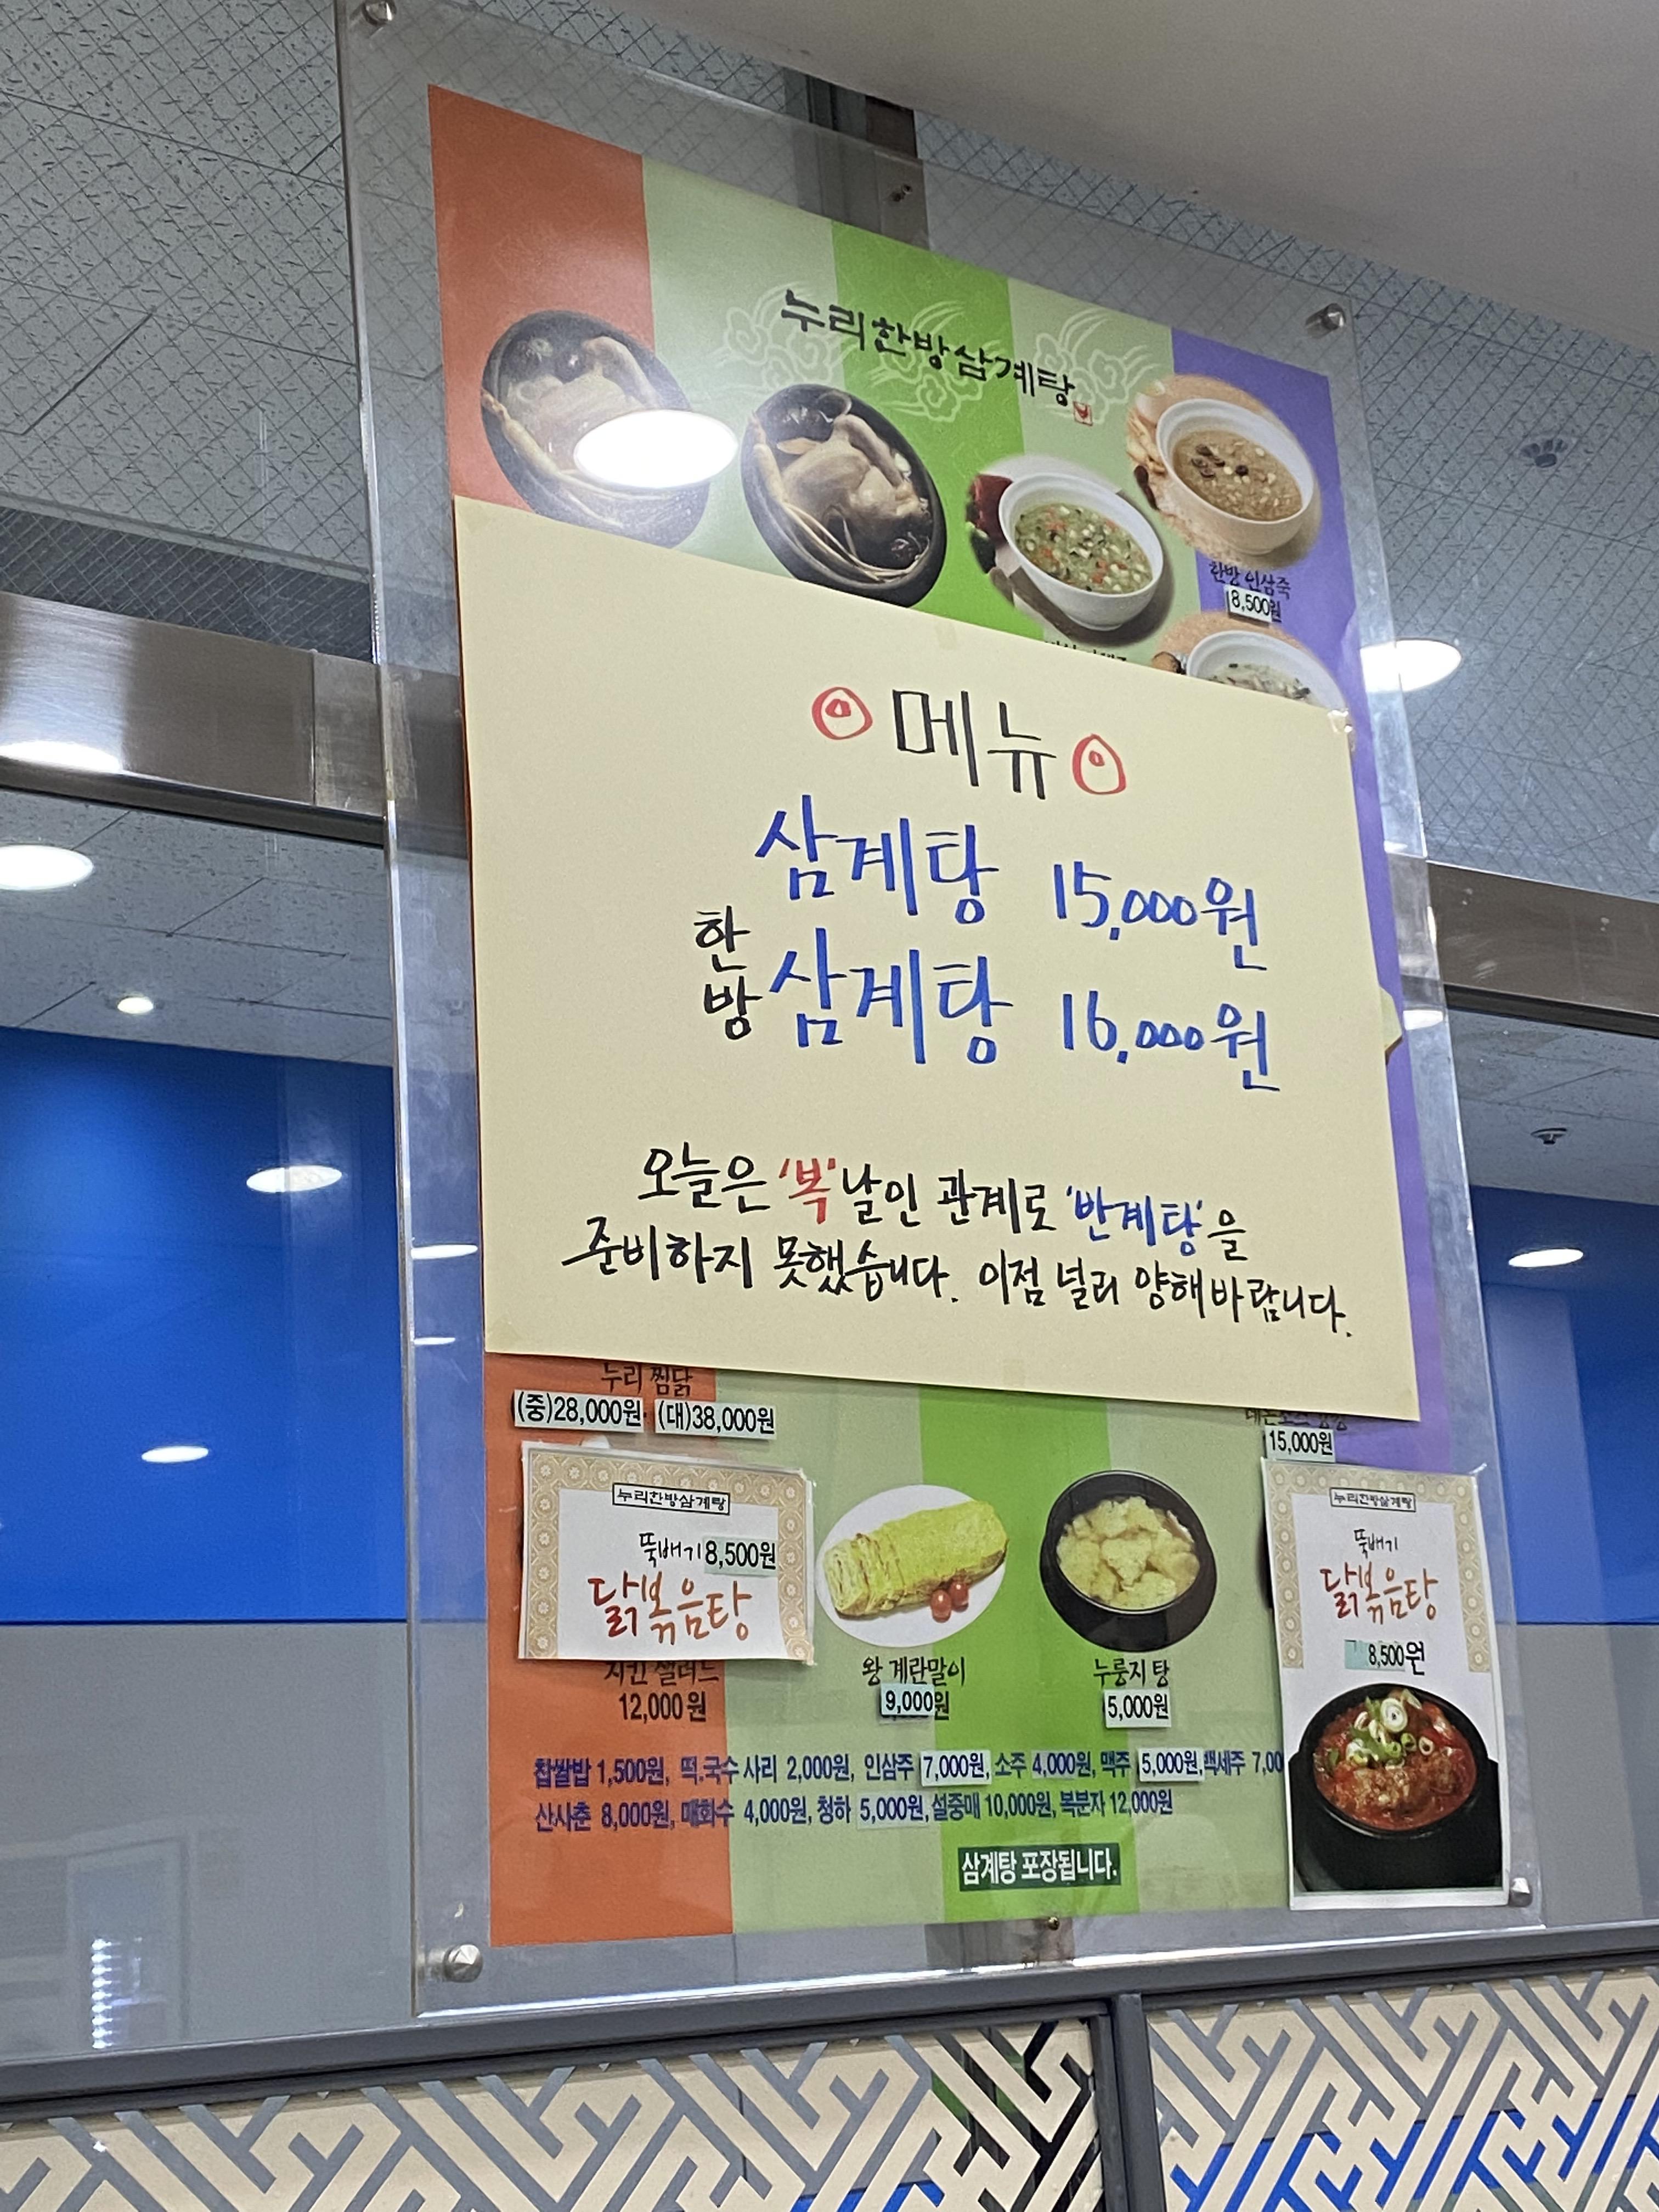 누리한방삼계탕
한방 인삼죽
8,500원
메뉴
삼계탕 15,000원
한방 삼계탕 16,000원
오늘은 '복'날인 관계로 '반계탕'을
준비하지 못했습니다. 이점 널리 양해바랍니다.
누리 찜닭
(중)28,000원 (대)38,000원
15,000원
누리한방삼계탕
뚝배기 8,500원
닭볶음탕
치킨 샐러드
12,000원
왕 계란말이
9,000원
누룽지 탕
5,000원
누리한방삼계탕
뚝배기
닭볶음탕
8,500원
찹쌀밥 1,500원, 떡.국수 사리 2,000원, 인삼주 7,000원, 소주 4,000원, 맥주 5,000원, 백세주 7,00
산사춘 8,000원, 매화수 4,000원, 청하 5,000원, 설중매 10,000원, 복분자 12,000원
삼계탕 포장됩니다.